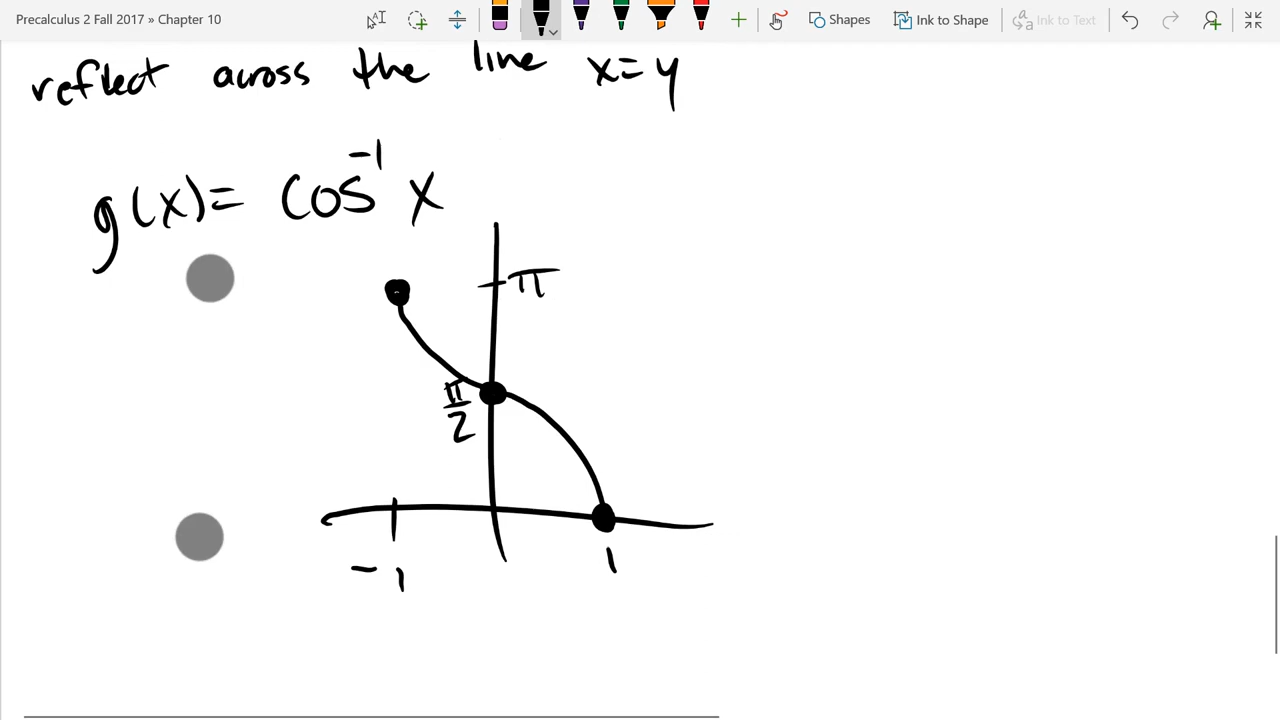 Precalculus 2 Fall 2017 » Chapter 10
Shapes
Ink to Shape
Ink to Text
reflect across the line x=y
g(x)= cos⁻¹ x
π
π/2
-1
1